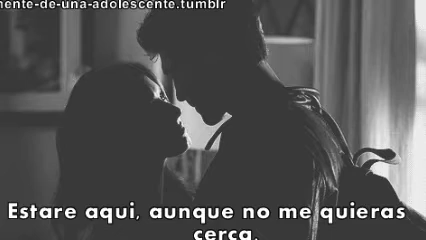 mente-de-una-adolescente.tumblr
Estare aqui, aunque no me quieras
cerca.